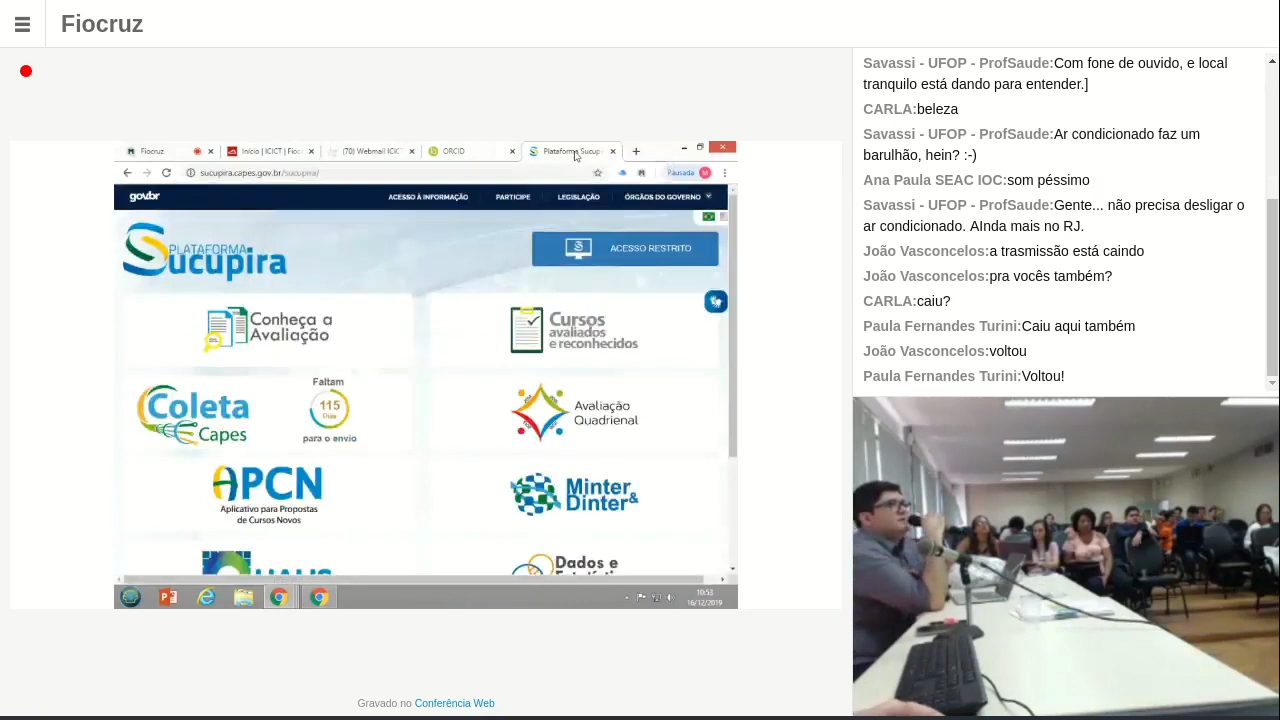 Fiocruz
Savassi - UFOP - ProfSaude:Com fone de ouvido, e local
tranquilo está dando para entender.]
CARLA:beleza
Savassi - UFOP - ProfSaude:Ar condicionado faz um
barulhão, hein? :-)
Ana Paula SEAC IOC:som péssimo
Savassi - UFOP - ProfSaude:Gente... não precisa desligar o
ar condicionado. AInda mais no RJ.
João Vasconcelos:a trasmissão está caindo
João Vasconcelos:pra vocês também?
CARLA:caiu?
Paula Fernandes Turini:Caiu aqui também
João Vasconcelos:voltou
Paula Fernandes Turini:Voltou!
Fiocruz
Início | ICICT | Fioc
(70) Webmail ICIC
ORCID
Plataforma Sucup
sucupira.capes.gov.br/sucupira/
Pausada
M
govbr
ACESSO À INFORMAÇÃO
PARTICIPE
LEGISLAÇÃO
ÓRGÃOS DO GOVERNO
PLATAFORMA
Sucupira
ACESSO RESTRITO
Conheça a
Avaliação
Cursos
avaliados
e reconhecidos
Coleta
Capes
Faltam
115
Dias
para o envio
Avaliação
Quadrienal
APCN
Aplicativo para Propostas
de Cursos Novos
Minter&
Dinter
Dados e
10:53
16/12/2019
Gravado no Conferência Web